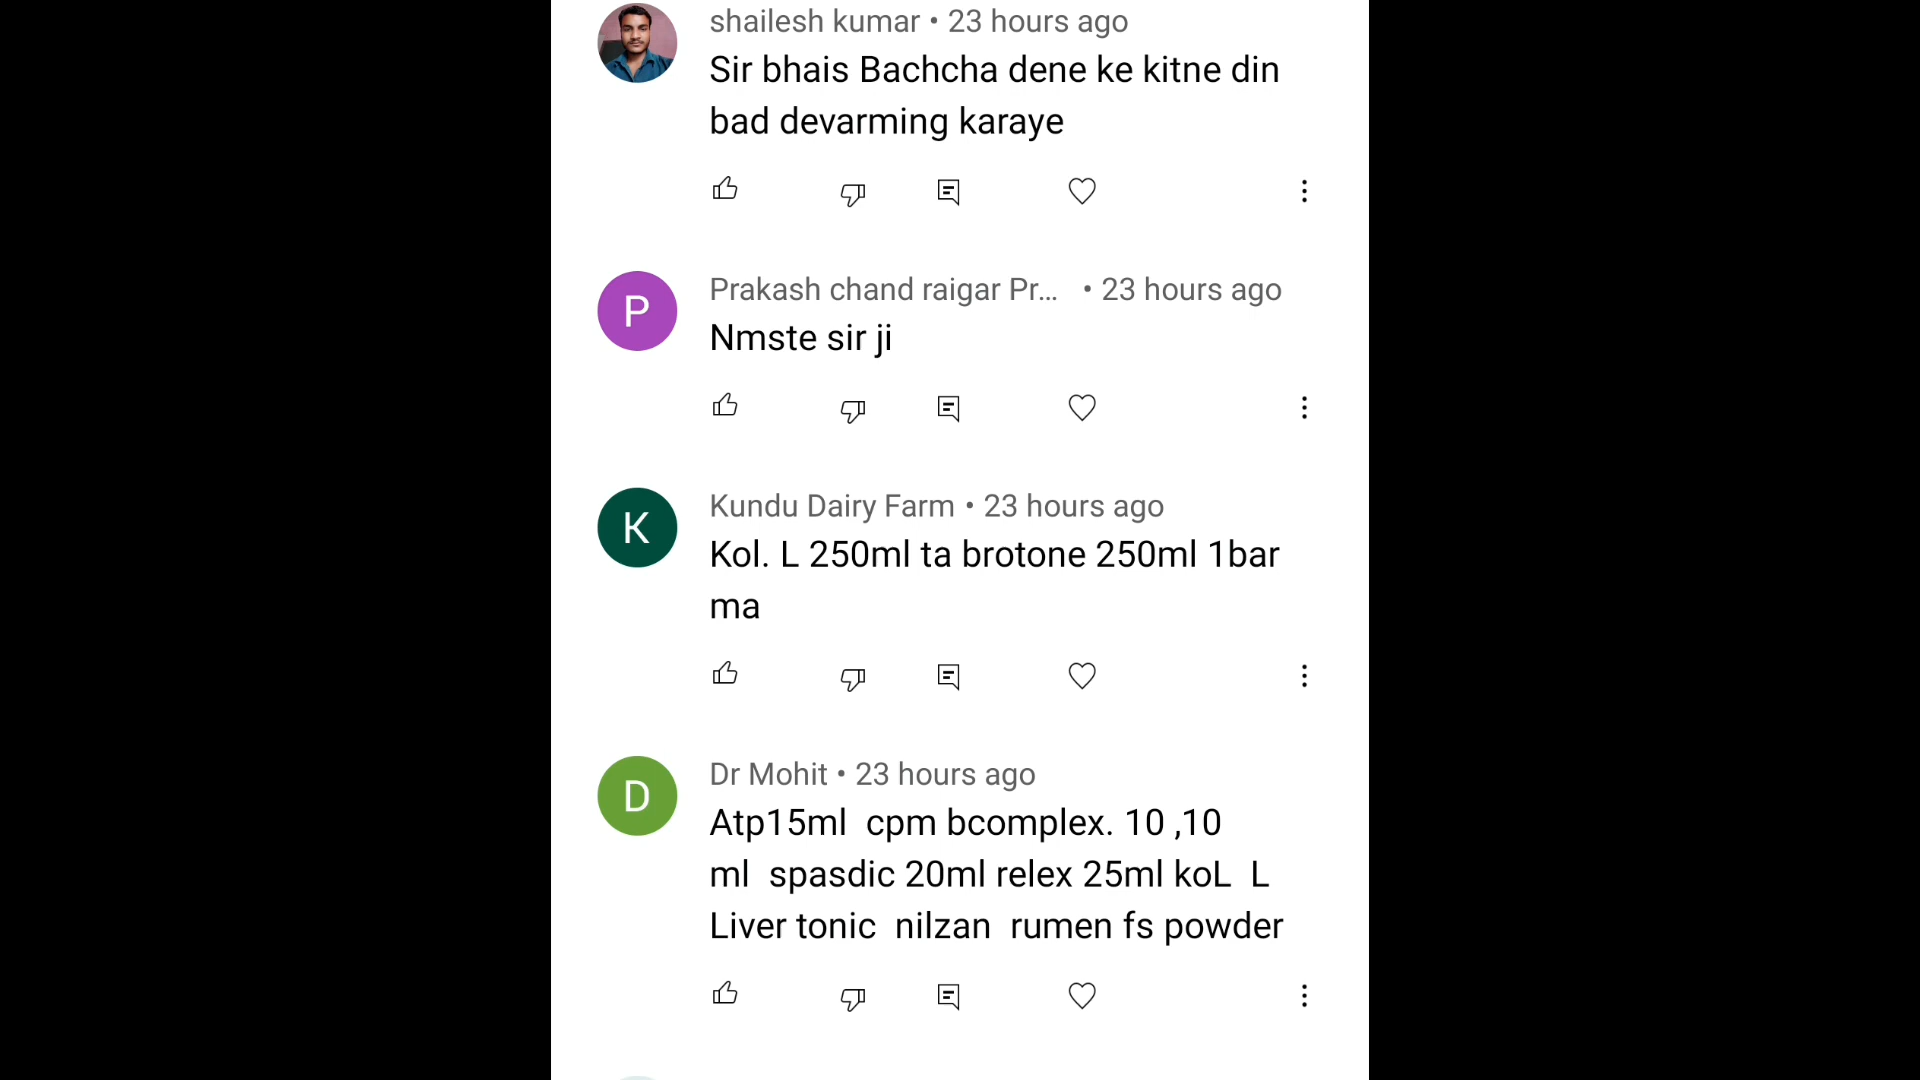 shailesh kumar • 23 hours ago
Sir bhais Bachcha dene ke kitne din
bad devarming karaye
P
Prakash chand raigar Pr... • 23 hours ago
Nmste sir ji
K
Kundu Dairy Farm • 23 hours ago
Kol. L 250ml ta brotone 250ml 1bar
ma
D
Dr Mohit • 23 hours ago
Atp15ml  cpm bcomplex. 10 ,10
ml  spasdic 20ml relex 25ml koL  L
Liver tonic  nilzan  rumen fs powder